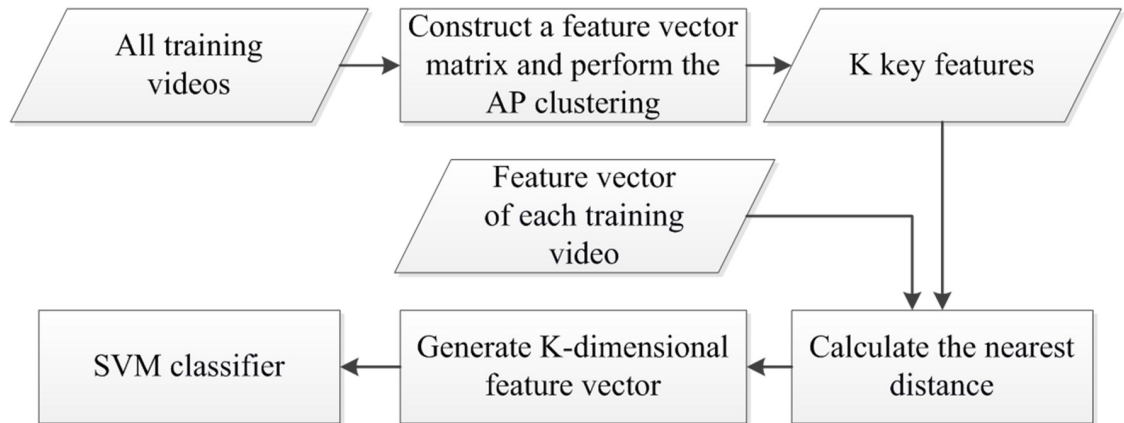 All training
videos
Construct a feature vector
matrix and perform the
AP clustering
K key features
Feature vector
of each training
video
Calculate the nearest
distance
Generate K-dimensional
feature vector
SVM classifier